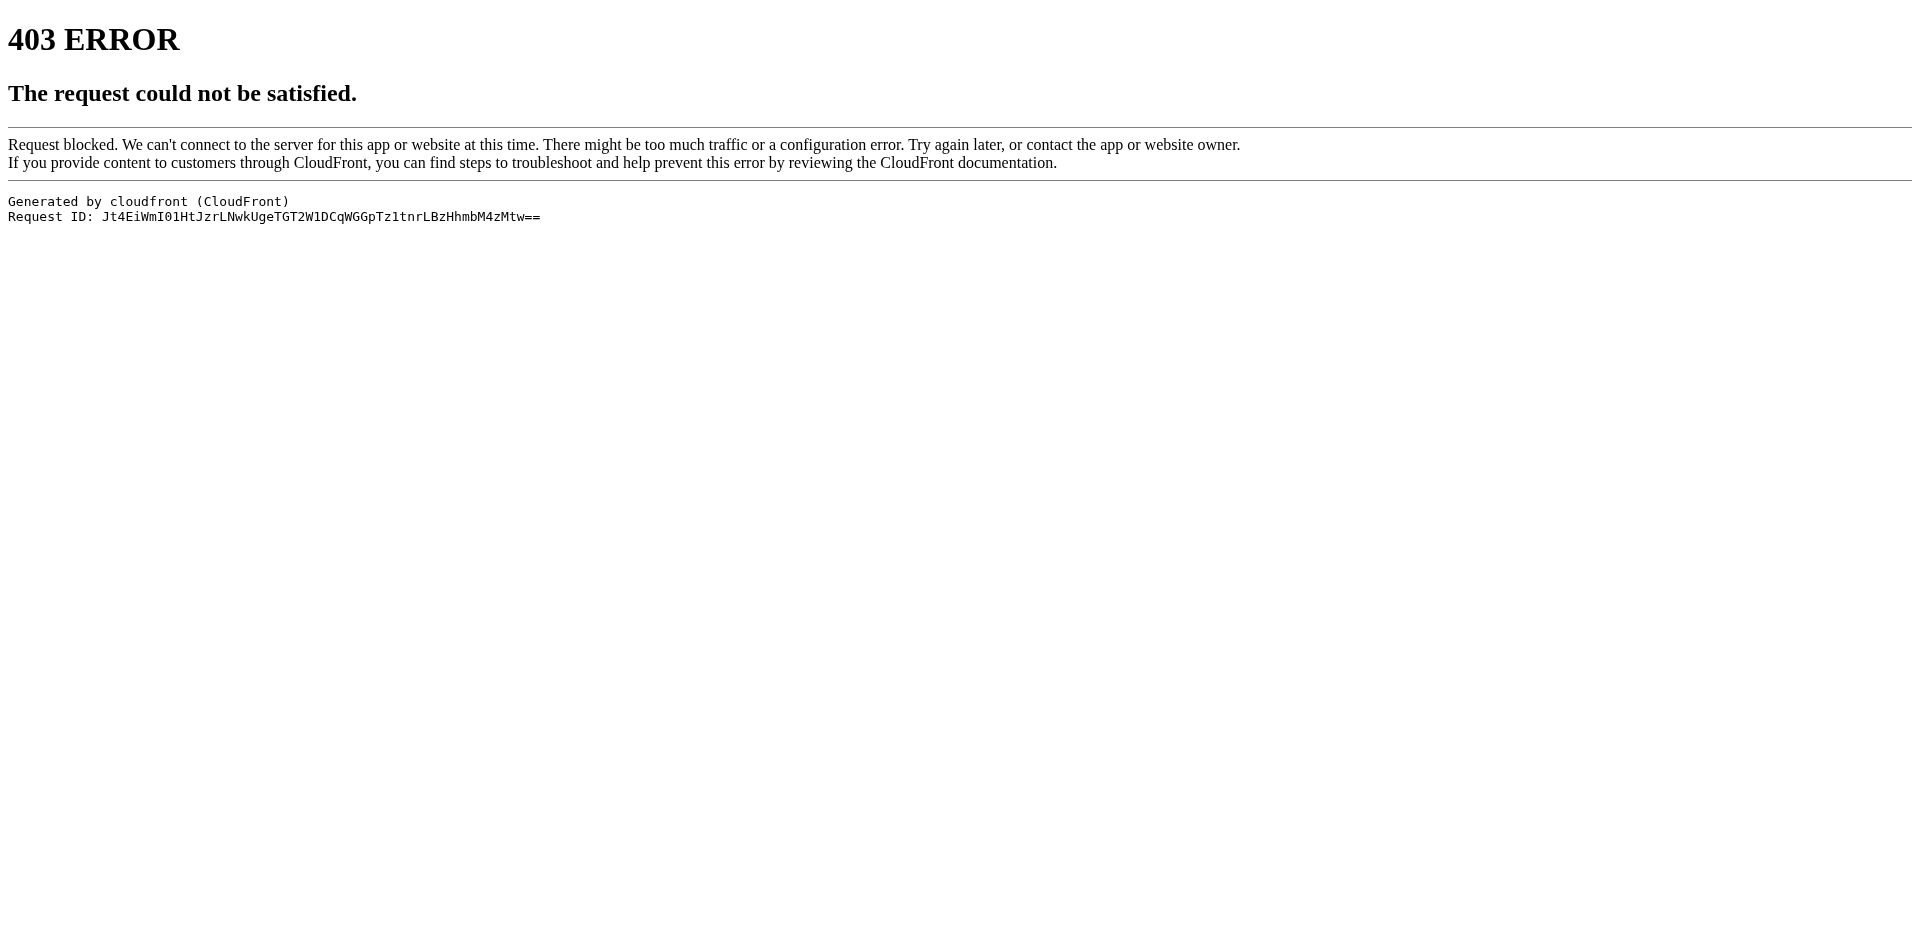 403 ERROR
The request could not be satisfied.
Request blocked. We can't connect to the server for this app or website at this time. There might be too much traffic or a configuration error. Try again later, or contact the app or website owner.
If you provide content to customers through CloudFront, you can find steps to troubleshoot and help prevent this error by reviewing the CloudFront documentation.
Generated by cloudfront (CloudFront)
Request ID: Jt4EiWmI01HtJzrLNwkUgeTGT2W1DCqWGGpTz1tnrLBzHhmbM4zMtw==